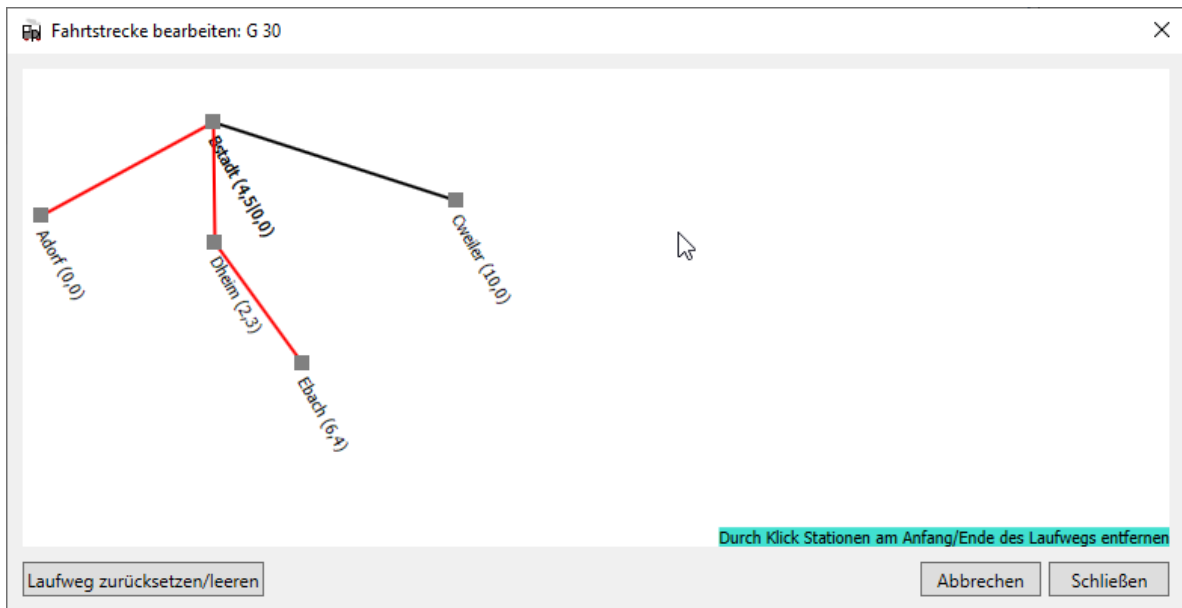 Fahrtstrecke bearbeiten: G 30
Bstadt (4,5|0,0)
Adorf (0,0)
Cweiler (10,0)
Dheim (2,3)
Ebach (6,4)
Durch Klick Stationen am Anfang/Ende des Laufwegs entfernen
Laufweg zurücksetzen/leeren
Abbrechen
Schließen